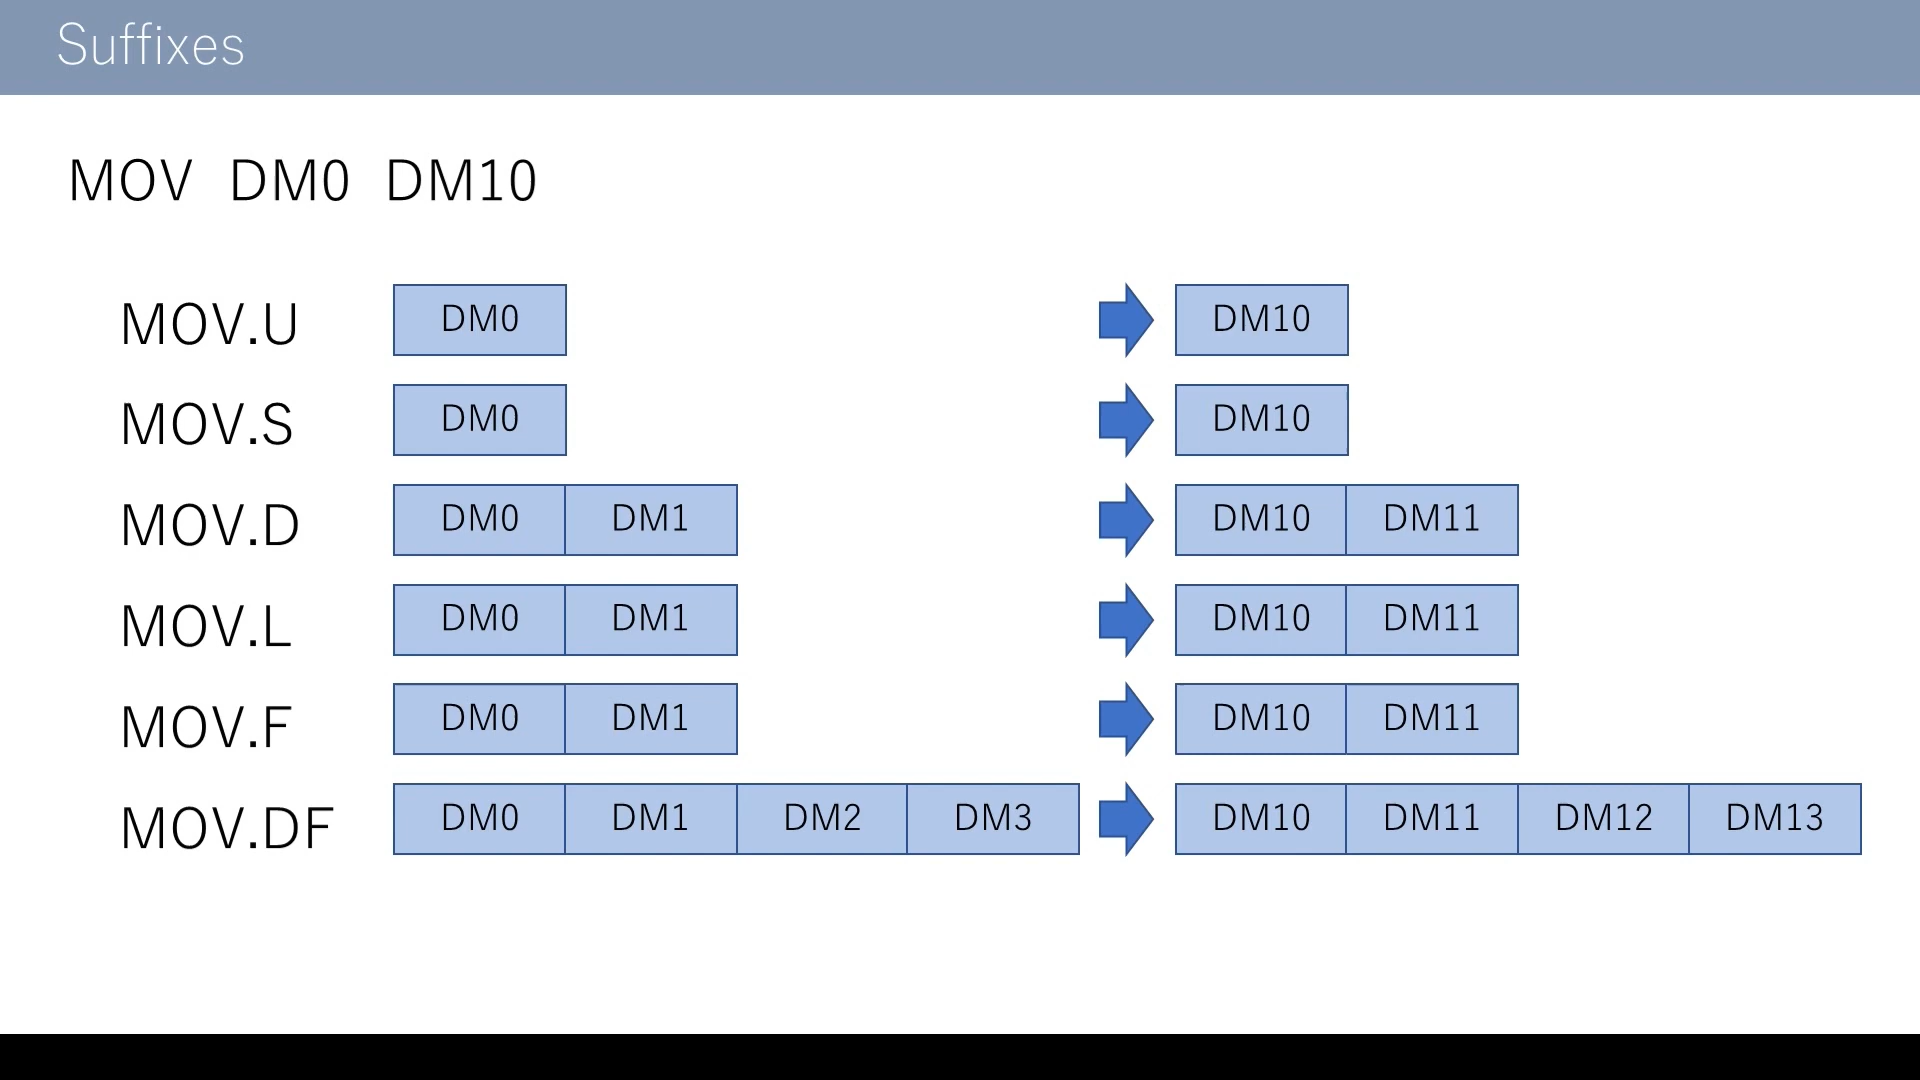 Suffixes
MOV DM0 DM10
MOV.U DM0 DM10
MOV.S DM0 DM10
MOV.D DM0 DM1 DM10 DM11
MOV.L DM0 DM1 DM10 DM11
MOV.F DM0 DM1 DM10 DM11
MOV.DF DM0 DM1 DM2 DM3 DM10 DM11 DM12 DM13